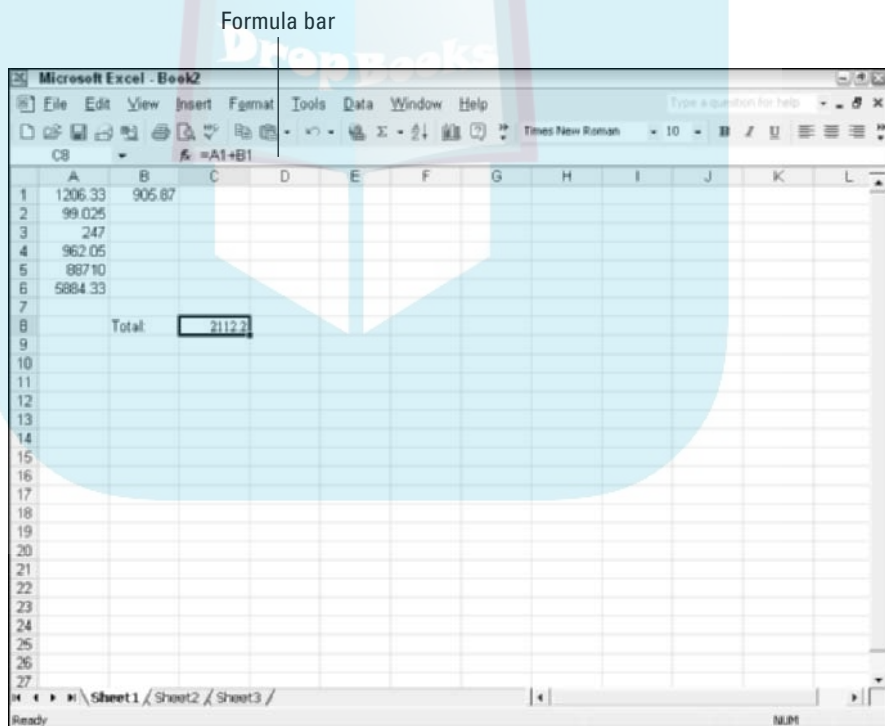 Formula bar
DropBooks
Microsoft Excel - Book2
File Edit View Insert Format Tools Data Window Help Type a question for help
Times New Roman 10 B I U
C8 fx =A1+B1
A B C D E F G H I J K L
1 1206.33 905.87
2 99.025
3 247
4 962.05
5 88710
6 5884.33
7
8 Total: 2112.2
9
10
11
12
13
14
15
16
17
18
19
20
21
22
23
24
25
26
27
Sheet1 / Sheet2 / Sheet3 /
Ready NUM